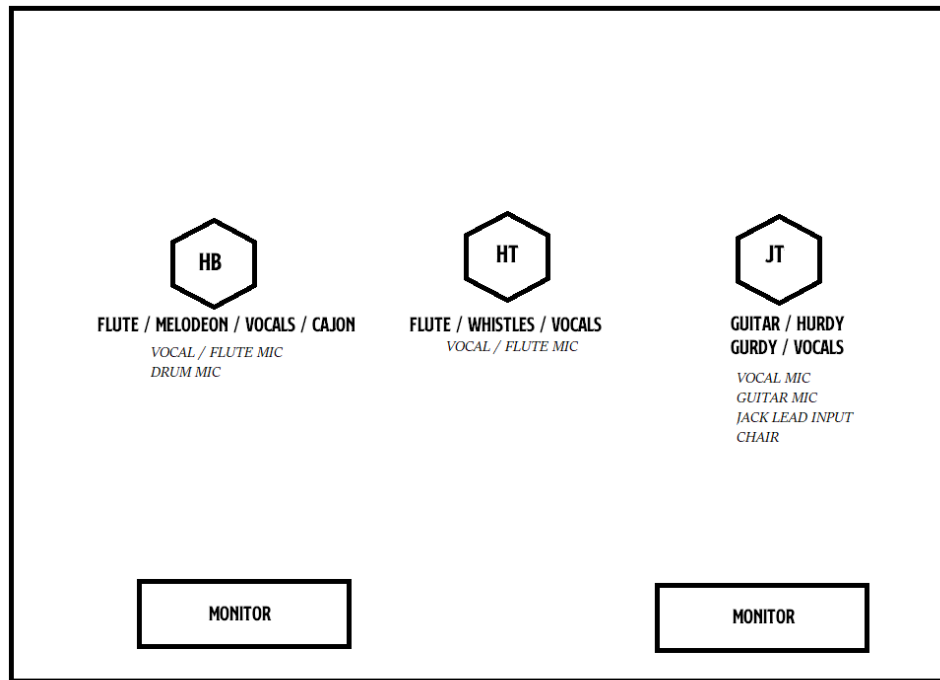 HB
FLUTE / MELODEON / VOCALS / CAJON
VOCAL / FLUTE MIC
DRUM MIC
HT
FLUTE / WHISTLES / VOCALS
VOCAL / FLUTE MIC
JT
GUITAR / HURDY
GURDY / VOCALS
VOCAL MIC
GUITAR MIC
JACK LEAD INPUT
CHAIR
MONITOR
MONITOR